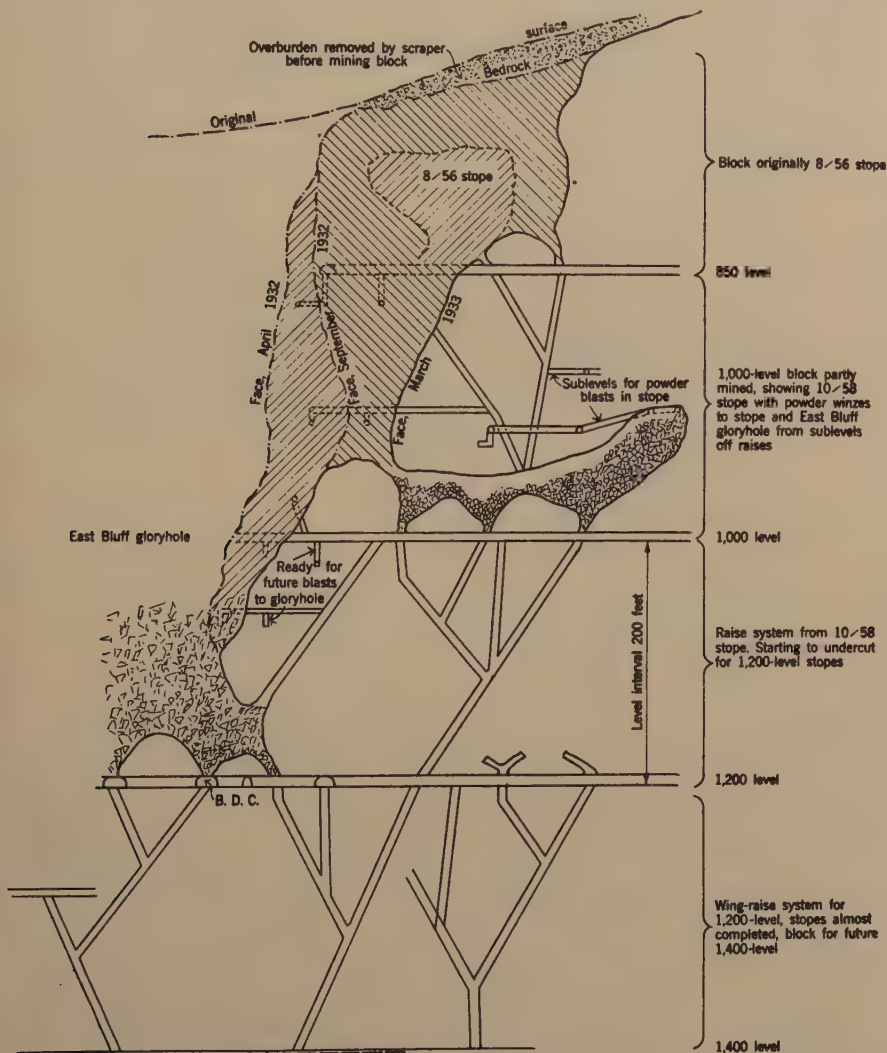 surface
Overburden removed by scraper
before mining block
Bedrock
Original
8/56 stope
Block originally 8/56 stope
1932
850 level
Face, April 1932
Face, September
Face, March 1933
Sublevels for powder
blasts in stope
1,000-level block partly
mined, showing 10/58
stope with powder winzes
to stope and East Bluff
gloryhole from sublevels
off raises
East Bluff gloryhole
1,000 level
Ready for
future blasts
to gloryhole
Level interval 200 feet
Raise system from 10/58
stope. Starting to undercut
for 1,200-level stopes
1,200 level
B. D. C.
Wing-raise system for
1,200-level, stopes almost
completed, block for future
1,400-level
1,400 level